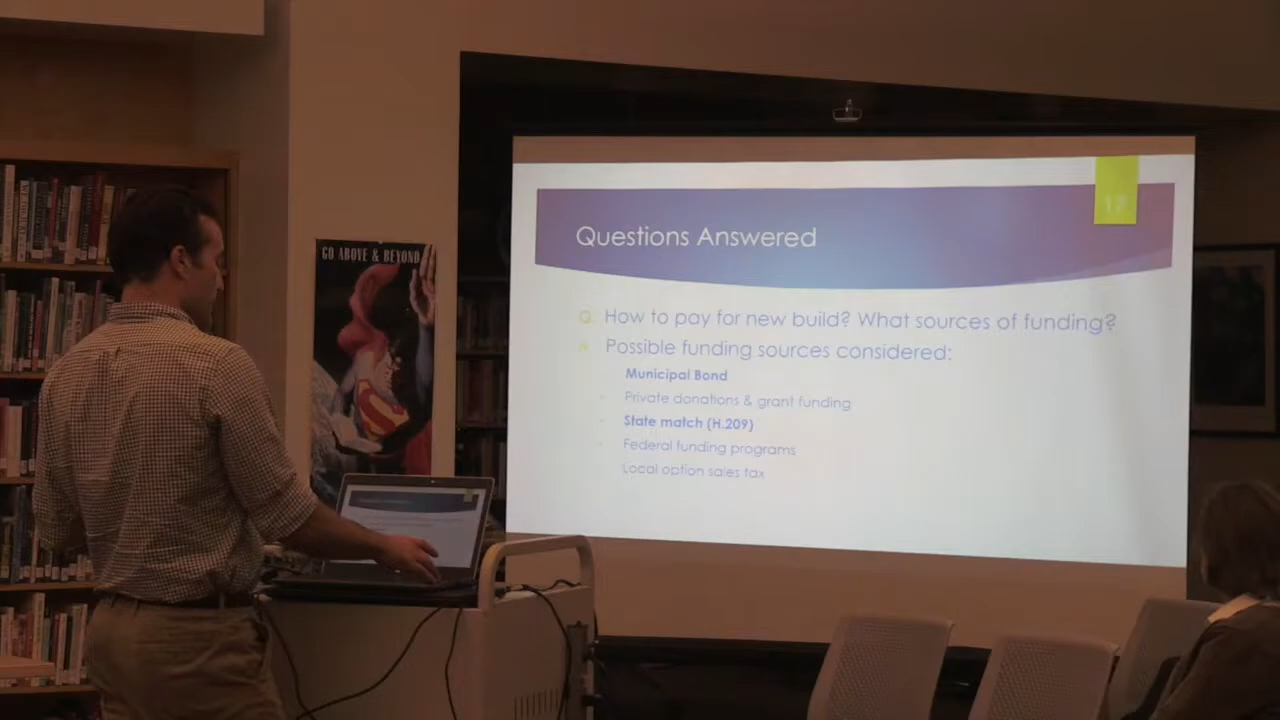 GO ABOVE & BEYOND
17
Questions Answered
Q. How to pay for new build? What sources of funding?
Possible funding sources considered:
Municipal Bond
Private donations & grant funding
State match (H.209)
Federal funding programs
Local option sales tax